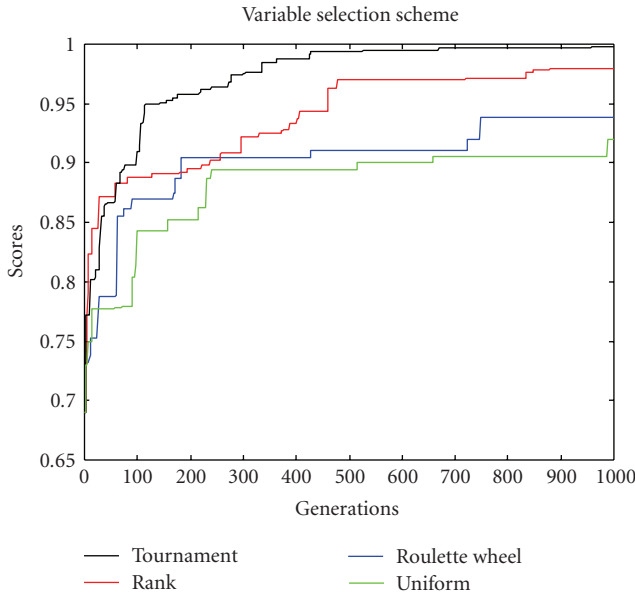 Variable selection scheme
1
0.95
0.9
0.85
0.8
0.75
0.7
0.65
Scores
0 100 200 300 400 500 600 700 800 900 1000
Generations
Tournament
Roulette wheel
Rank
Uniform